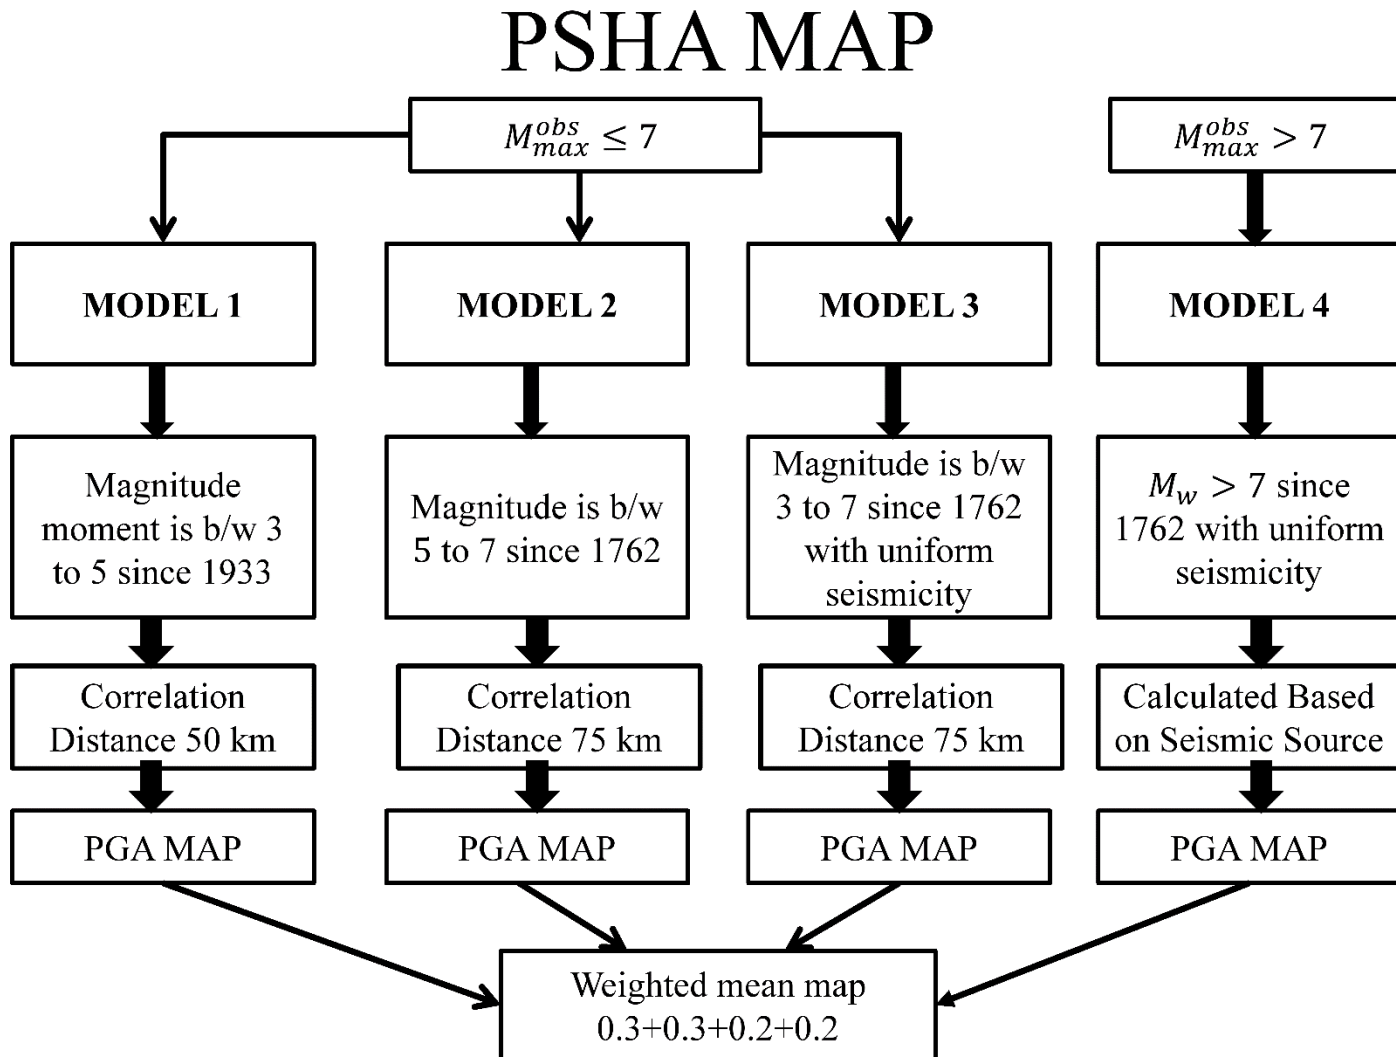 PSHA MAP
𝑀𝑚𝑎𝑥𝑜𝑏𝑠 ≤ 7
𝑀𝑚𝑎𝑥𝑜𝑏𝑠 > 7
MODEL 1
MODEL 2
MODEL 3
MODEL 4
Magnitude
moment is b/w 3
to 5 since 1933
Magnitude is b/w
5 to 7 since 1762
Magnitude is b/w
3 to 7 since 1762
with uniform
seismicity
𝑀𝑤 > 7 since
1762 with uniform
seismicity
Correlation
Distance 50 km
Correlation
Distance 75 km
Correlation
Distance 75 km
Calculated Based
on Seismic Source
PGA MAP
PGA MAP
PGA MAP
PGA MAP
Weighted mean map
0.3+0.3+0.2+0.2